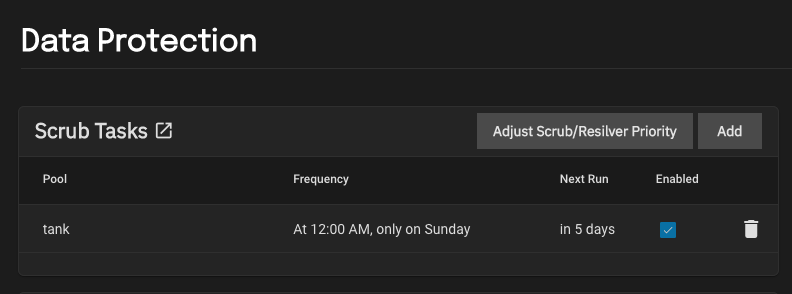 Data Protection
Scrub Tasks
Adjust Scrub/Resilver Priority
Add
Pool Frequency Next Run Enabled
tank At 12:00 AM, only on Sunday in 5 days